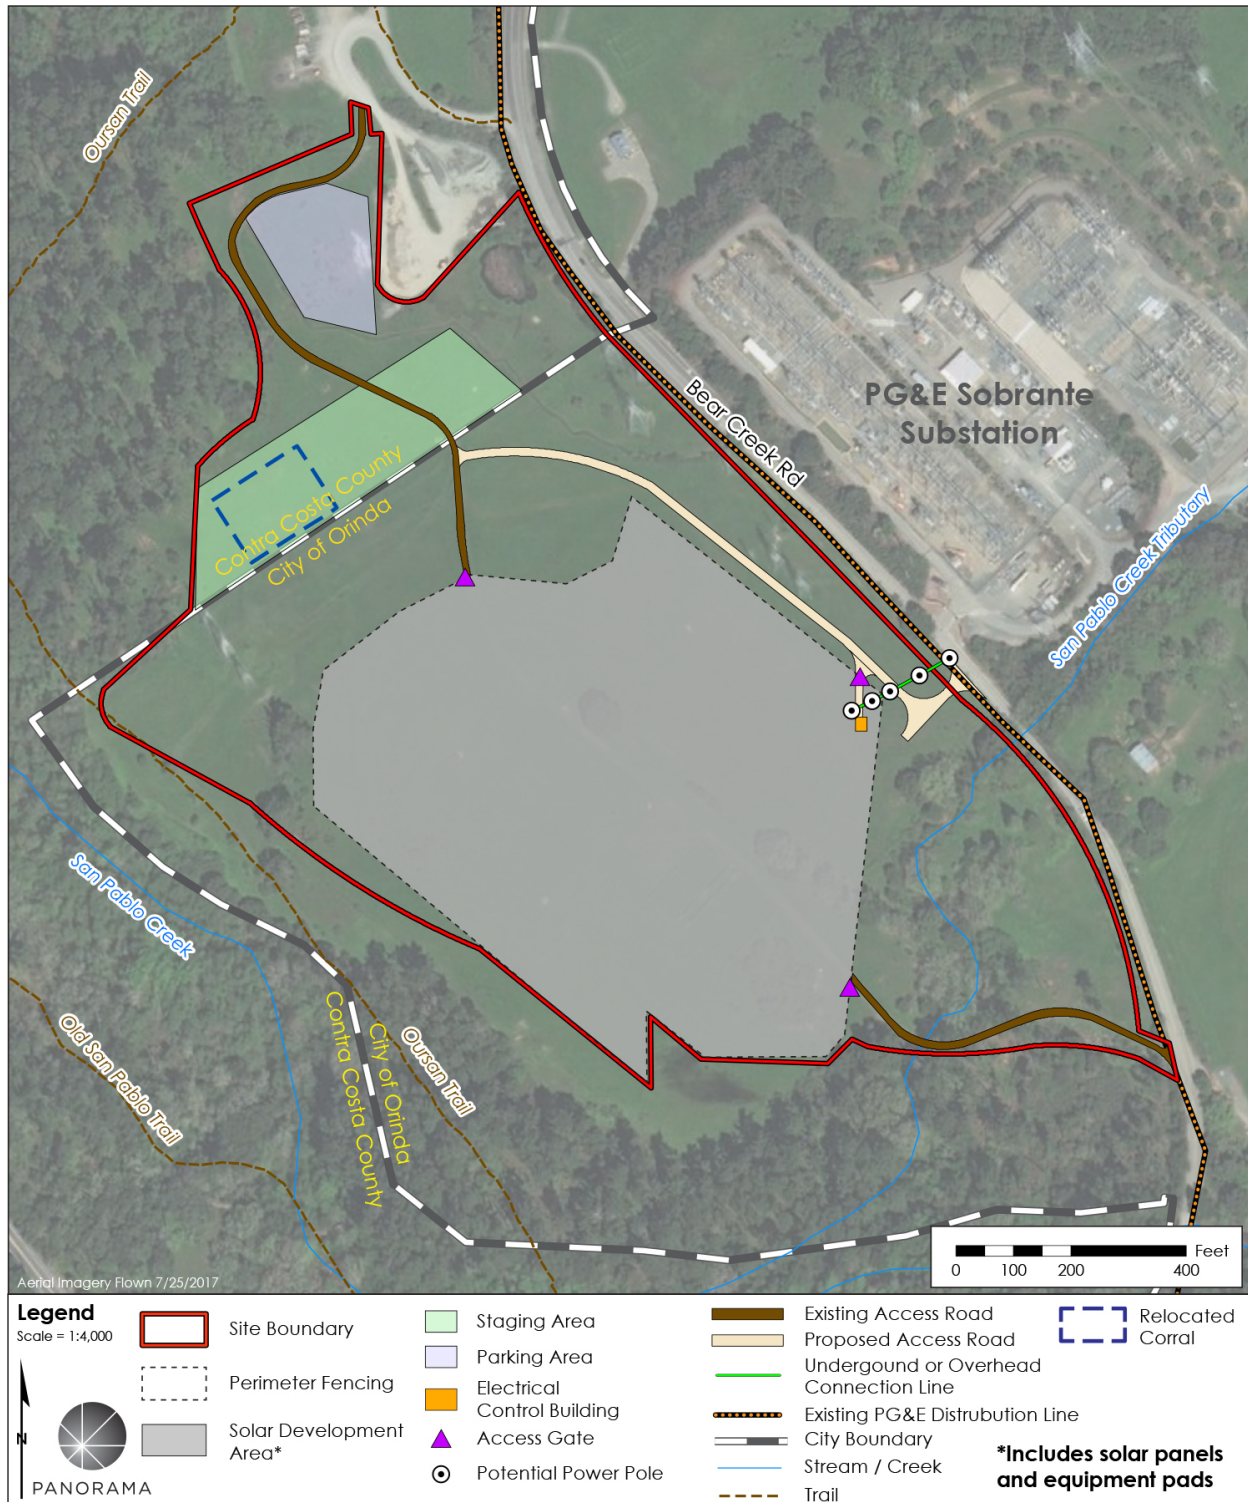 Oursan Trail
Bear Creek Rd
PG&E Sobrante
Substation
San Pablo Creek Tributary
Contra Costa County
City of Orinda
San Pablo Creek
Old San Pablo Trail
Contra Costa County
City of Orinda
Oursan Trail
Feet
0 100 200 400
Aerial Imagery Flown 7/25/2017
Legend
Scale = 1:4,000
N
PANORAMA
Site Boundary
Perimeter Fencing
Solar Development
Area*
Staging Area
Parking Area
Electrical
Control Building
Access Gate
Potential Power Pole
Existing Access Road
Proposed Access Road
Undergound or Overhead
Connection Line
Existing PG&E Distrubution Line
City Boundary
Stream / Creek
Trail
Relocated
Corral
*Includes solar panels
and equipment pads